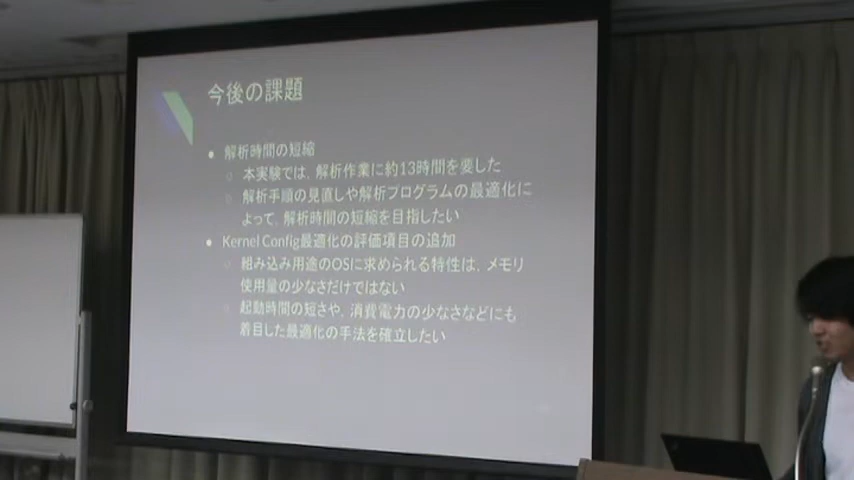 今後の課題
● 解析時間の短縮
○ 本実験では、解析作業に約13時間を要した
○ 解析手順の見直しや解析プログラムの最適化に
よって、解析時間の短縮を目指したい
● Kernel Config最適化の評価項目の追加
○ 組み込み用途のOSに求められる特性は、メモリ
使用量の少なさだけではない
○ 起動時間の短さや、消費電力の少なさなどにも
着目した最適化の手法を確立したい